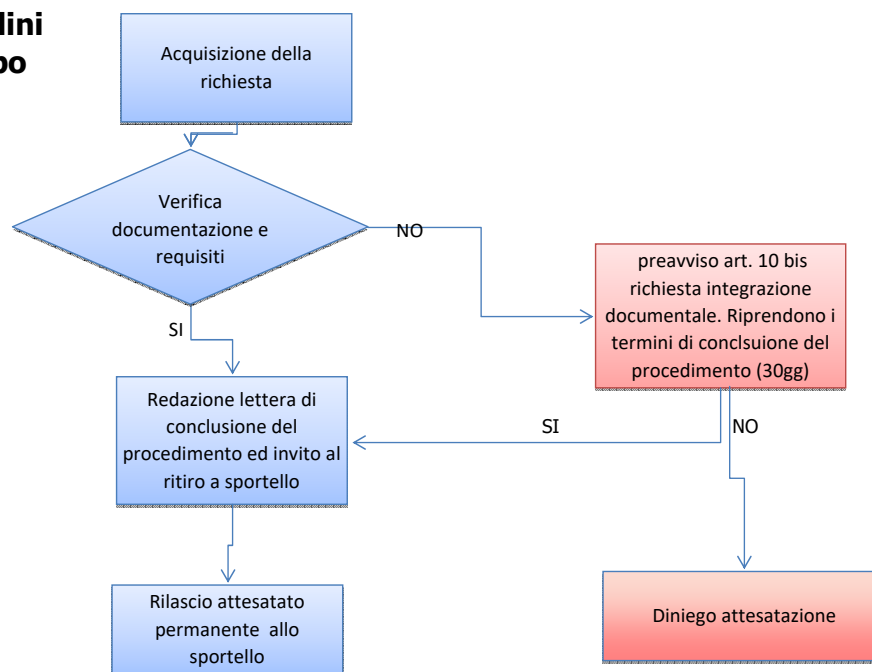 dini
po
Acquisizione della
richiesta
Verifica
documentazione e
requisiti
NO
preavviso art. 10 bis
richiesta integrazione
documentale. Riprendono i
termini di conclsuione del
procedimento (30gg)
SI
Redazione lettera di
conclusione del
procedimento ed invito al
ritiro a sportello
SI
NO
Rilascio attesatato
permanente  allo
sportello
Diniego attesatazione